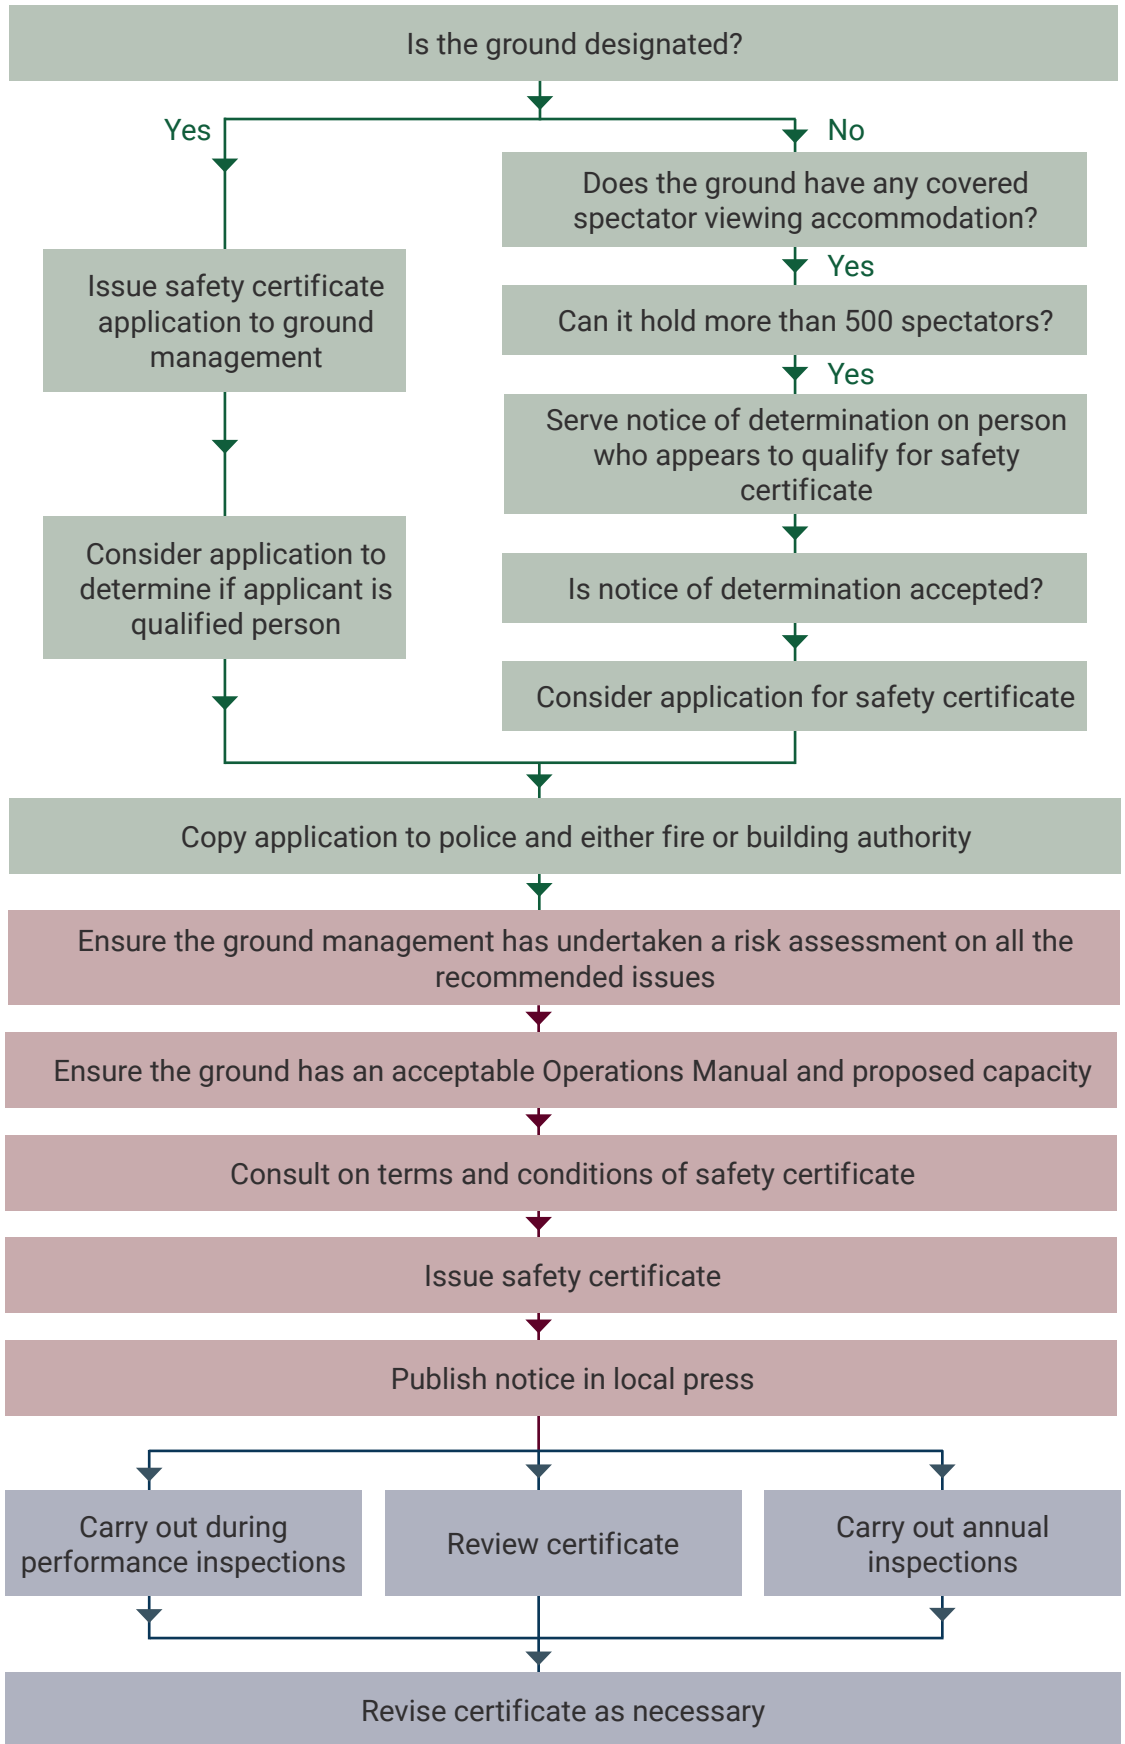 Is the ground designated?
Yes
No
Does the ground have any covered
spectator viewing accommodation?
Yes
Issue safety certificate
application to ground
management
Can it hold more than 500 spectators?
Yes
Serve notice of determination on person
who appears to qualify for safety
certificate
Consider application to
determine if applicant is
qualified person
Is notice of determination accepted?
Consider application for safety certificate
Copy application to police and either fire or building authority
Ensure the ground management has undertaken a risk assessment on all the
recommended issues
Ensure the ground has an acceptable Operations Manual and proposed capacity
Consult on terms and conditions of safety certificate
Issue safety certificate
Publish notice in local press
Carry out during
performance inspections
Review certificate
Carry out annual
inspections
Revise certificate as necessary